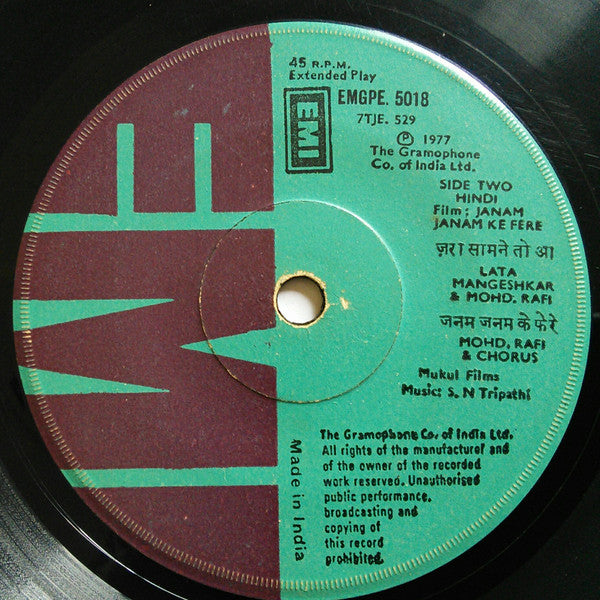 45 R.P.M.
Extended Play
EMI
EMGPE. 5018
7TJE. 529
Ⓟ 1977
The Gramophone
Co. of India Ltd.
SIDE TWO
HINDI
Film; JANAM
JANAM KE FERE
ज़रा सामने तो आ
LATA
MANGESHKAR
& MOHD. RAFI
जनम जनम के फेरे
MOHD. RAFI
& CHORUS
Mukul Films
Music: S. N Tripathi
The Gramophone Co. of India Ltd.
All rights of the manufacturer and
of the owner of the recorded
work reserved. Unauthorised
public performance,
broadcasting and
copying of
this record
prohibited.
Made in India
EMI